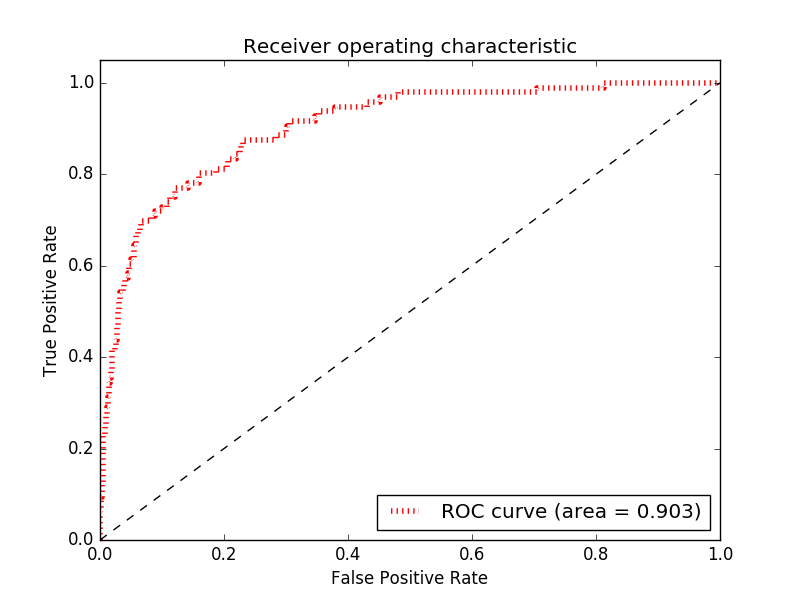 Receiver operating characteristic
True Positive Rate
1.0
0.8
0.6
0.4
0.2
0.0
0.0 0.2 0.4 0.6 0.8 1.0
False Positive Rate
ROC curve (area = 0.903)